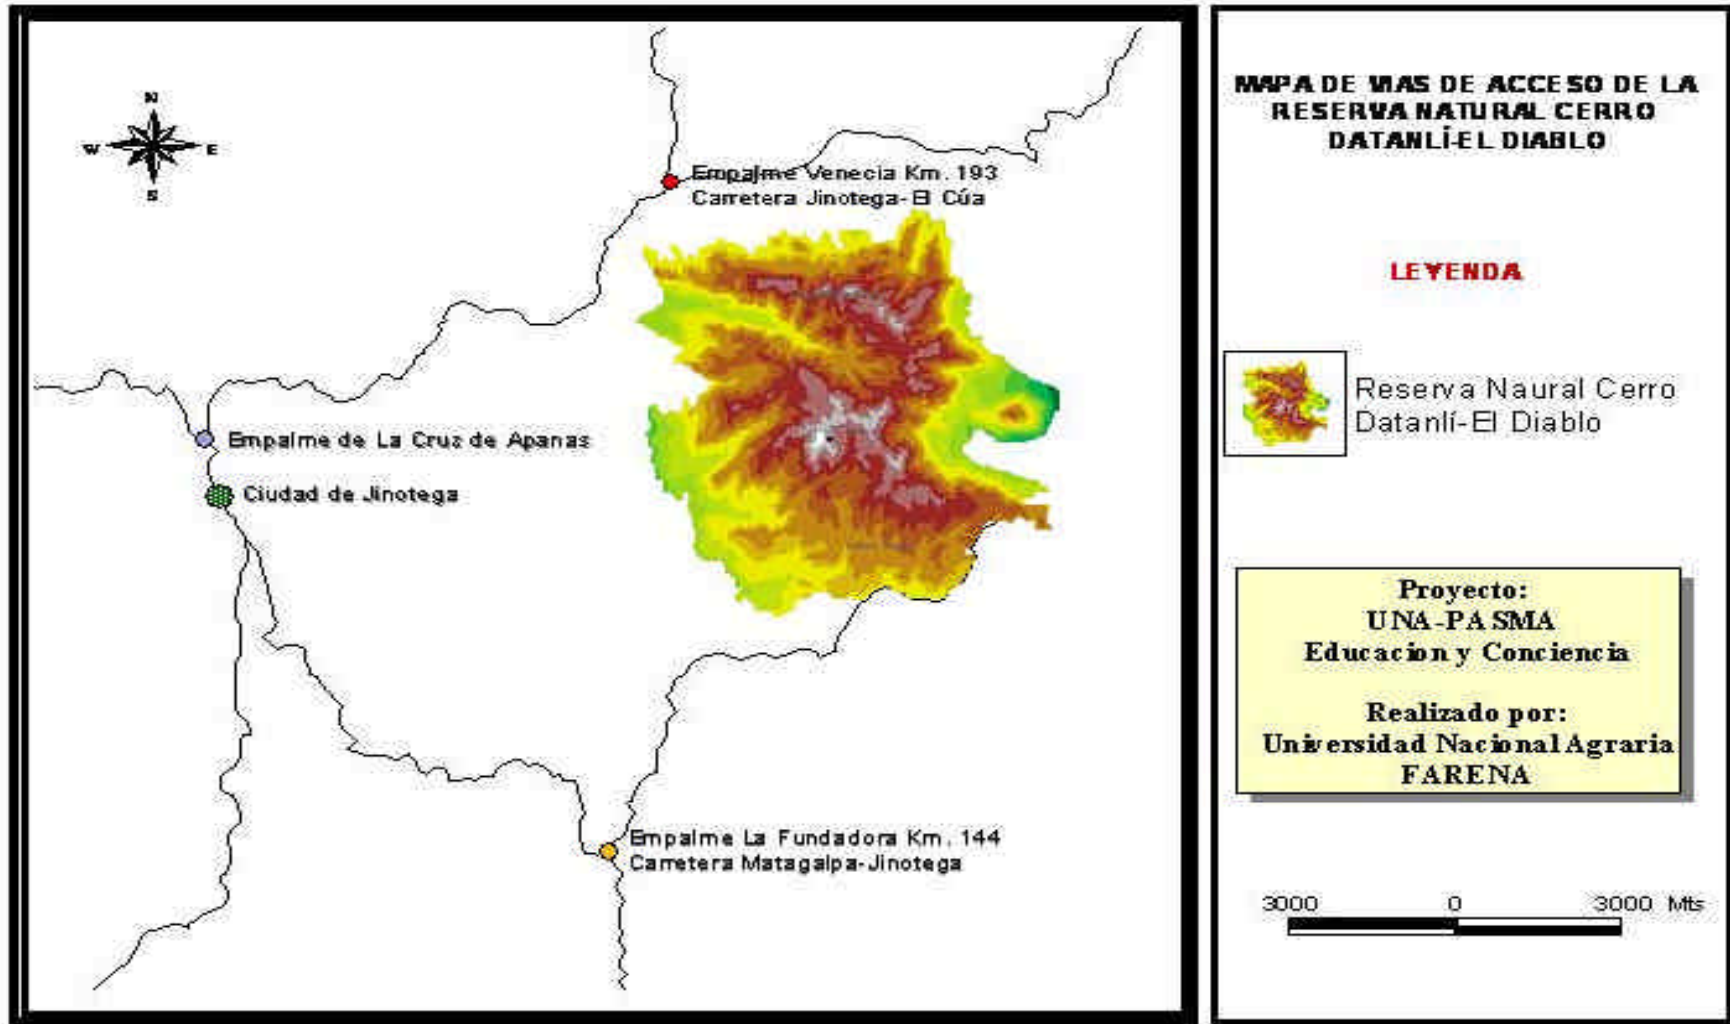 N
W E
S
Empalme Venecia Km. 193
Carretera Jinotega-El Cúa
Empalme de La Cruz de Apanas
Ciudad de Jinotega
Empalme La Fundadora Km. 144
Carretera Matagalpa-Jinotega
MAPA DE VIAS DE ACCESO DE LA
RESERVA NATURAL CERRO
DATANLÍ-EL DIABLO
LEYENDA
Reserva Naural Cerro
Datanlí-El Diablo
Proyecto:
UNA-PASMA
Educacion y Conciencia
Realizado por:
Universidad Nacional Agraria
FARENA
3000 0 3000 Mts